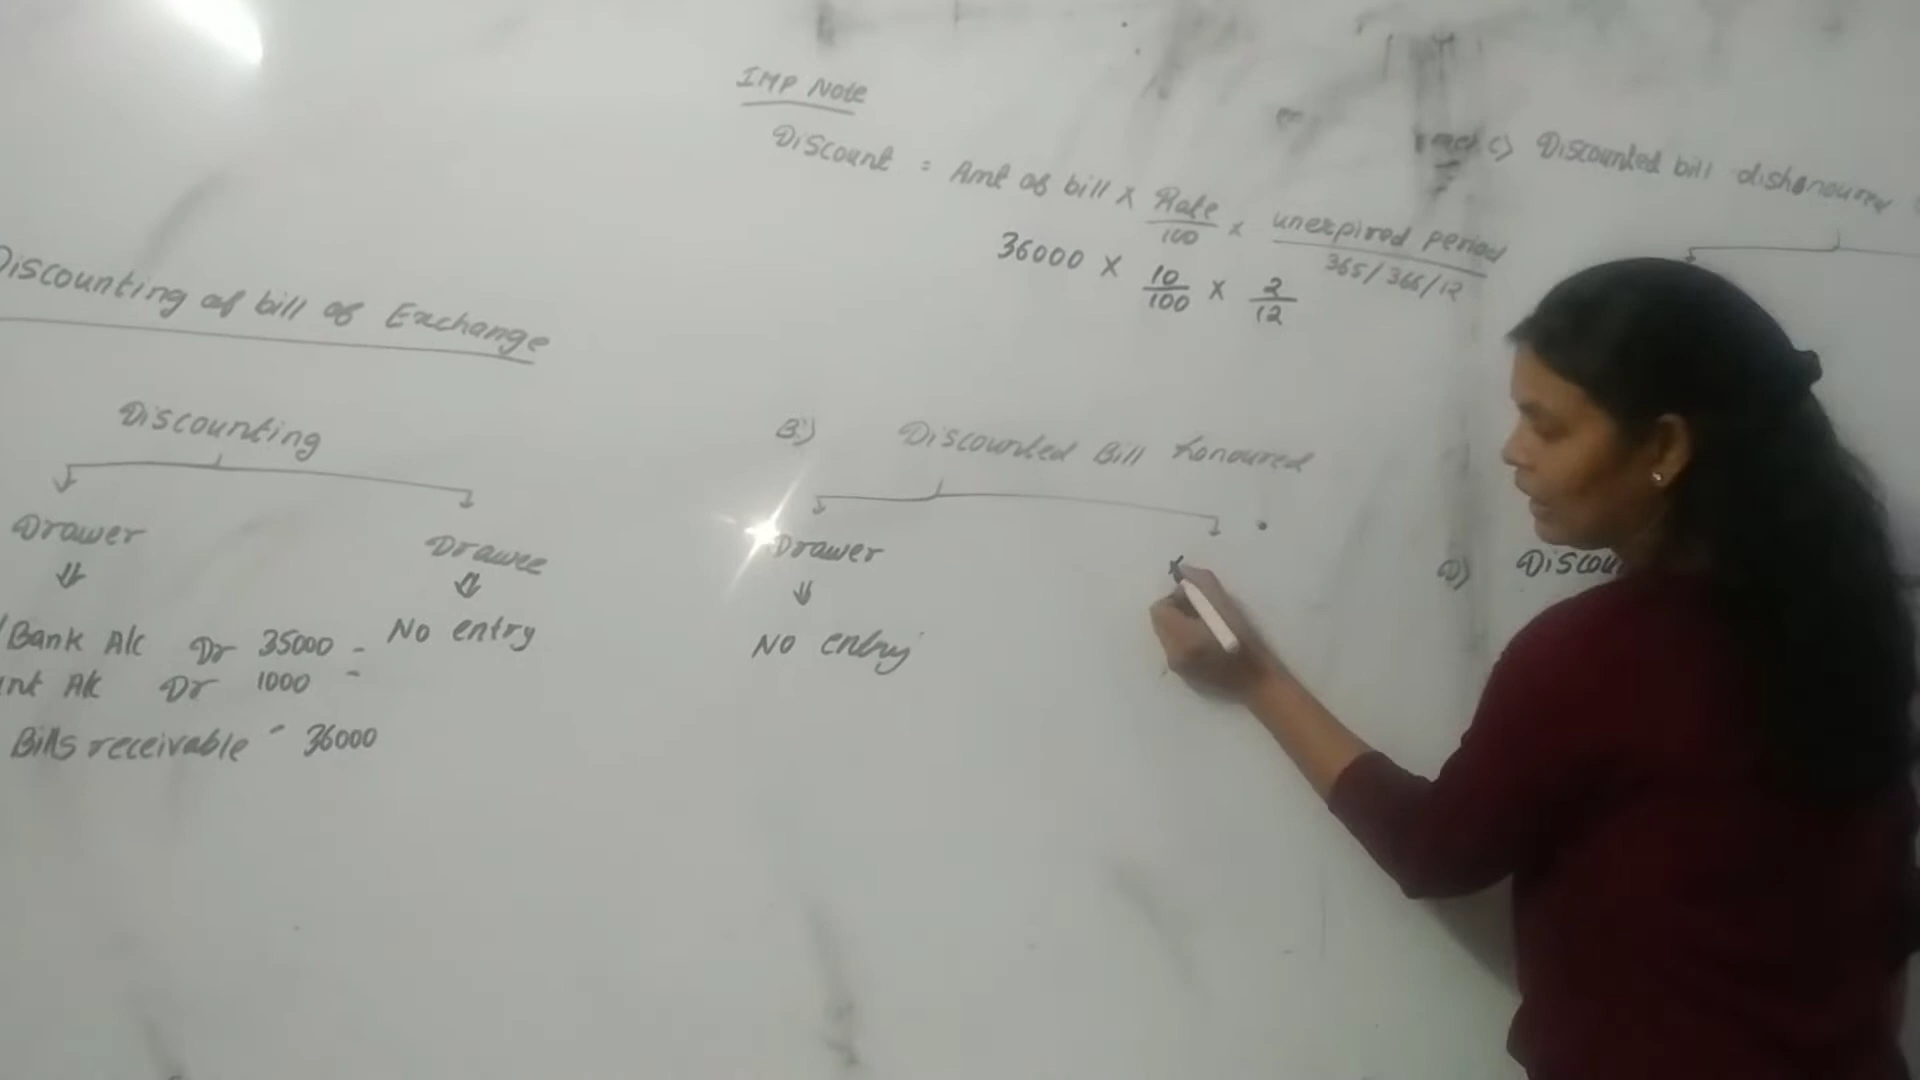 IMP Note
Discount = Amt of bill × Rate/100 × unexpired period / 365/366/12
36000 × 10/100 × 2/12
Discounting of bill of Exchange
Discounting
Drawer
Drawee
Bank A/c Dr 35000 -
No entry
A/c Dr 1000 -
Bills receivable - 36000
B)
Discounted Bill honoured
Drawer
No entry
c) Discounted bill dishonoured
D)